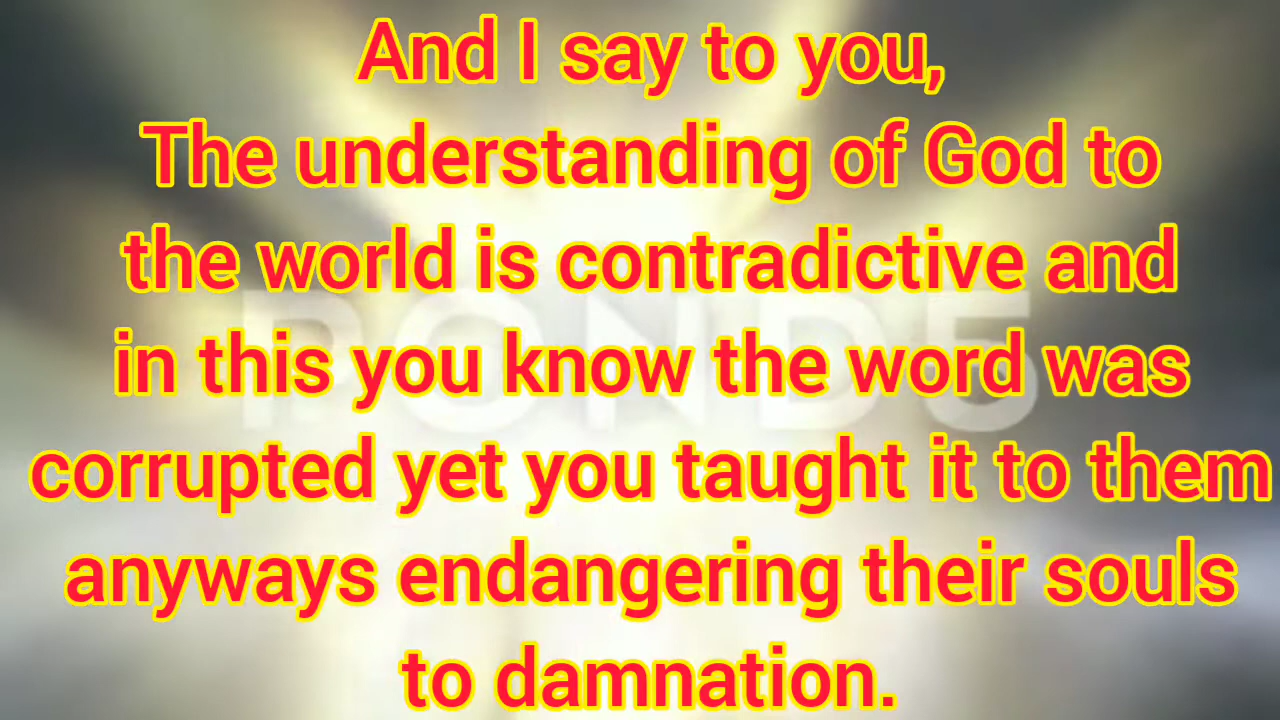 And I say to you,
The understanding of God to
the world is contradictive and
POND5
in this you know the word was
corrupted yet you taught it to them
anyways endangering their souls
to damnation.